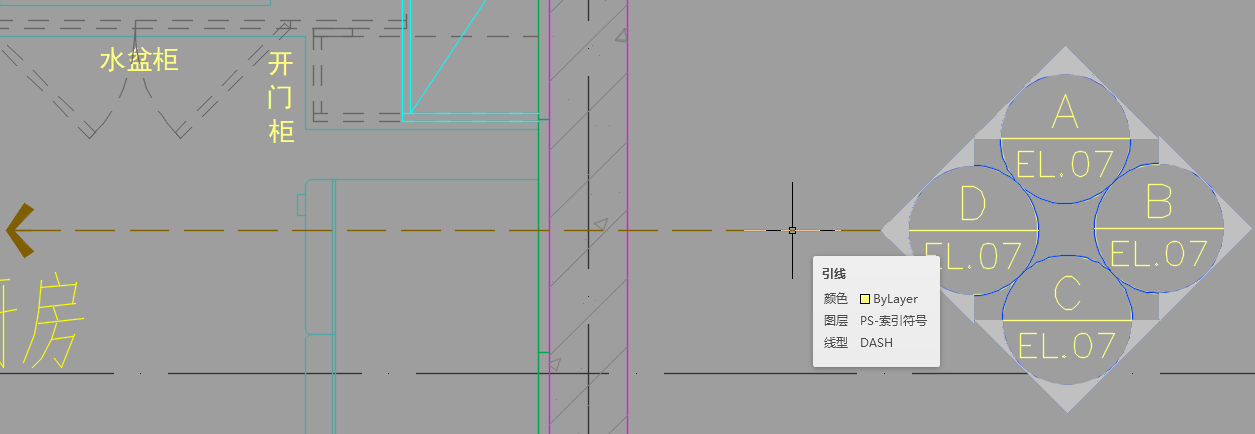 水盆柜
开
门
柜
A
EL.07
D
EL.07
B
EL.07
C
EL.07
引线
颜色 ByLayer
图层 PS-索引符号
线型 DASH
房